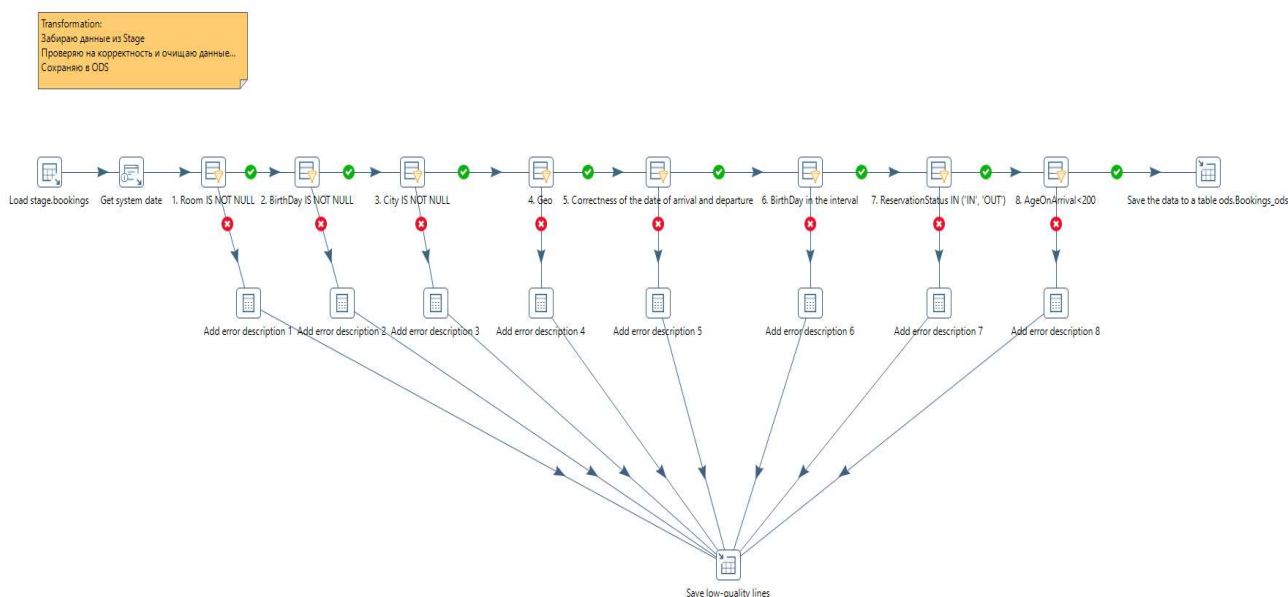 Transformation:
Забираю данные из Stage
Проверяю на корректность и очищаю данные...
Сохраняю в ODS
Load stage.bookings
Get system date
1. Room IS NOT NULL
2. BirthDay IS NOT NULL
3. City IS NOT NULL
4. Geo
5. Correctness of the date of arrival and departure
6. BirthDay in the interval
7. ReservationStatus IN ('IN', 'OUT')
8. AgeOnArrival<200
Save the data to a table ods.Bookings_ods
Add error description 1
Add error description 2
Add error description 3
Add error description 4
Add error description 5
Add error description 6
Add error description 7
Add error description 8
Save low-quality lines